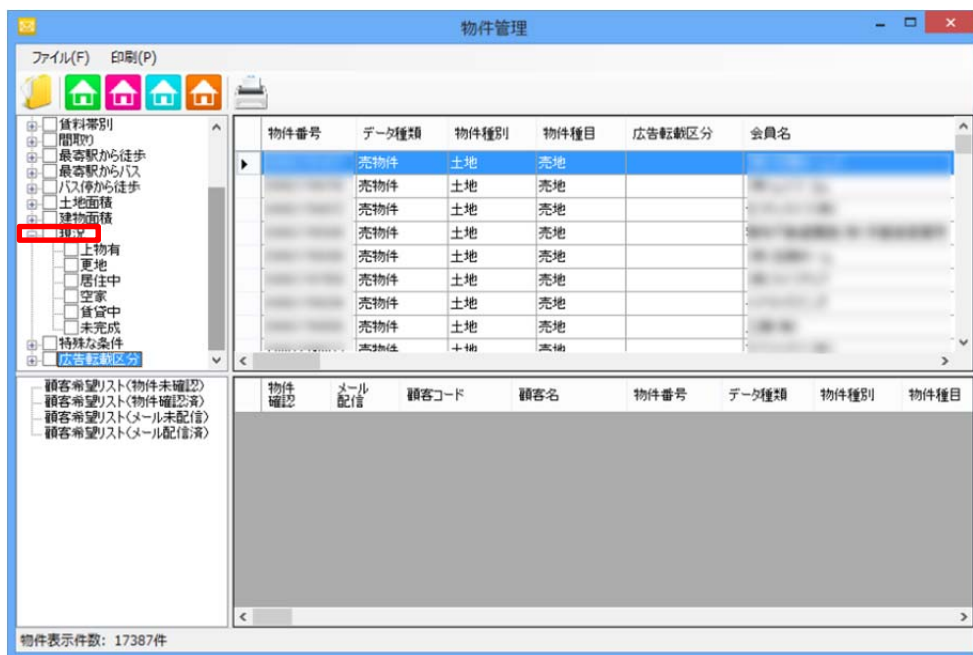 物件管理
ファイル(F) 印刷(P)
賃料帯別
間取り
最寄駅から徒歩
最寄駅からバス
バス停から徒歩
土地面積
建物面積
現況
上物有
更地
居住中
空家
賃貸中
未完成
特殊な条件
広告転載区分
物件番号 データ種類 物件種別 物件種目 広告転載区分 会員名
売物件 土地 売地
売物件 土地 売地
売物件 土地 売地
売物件 土地 売地
売物件 土地 売地
売物件 土地 売地
売物件 土地 売地
売物件 土地 売地
売物件 土地 売地
顧客希望リスト(物件未確認)
顧客希望リスト(物件確認済)
顧客希望リスト(メール未配信)
顧客希望リスト(メール配信済)
物件確認 メール配信 顧客コード 顧客名 物件番号 データ種類 物件種別 物件種目
物件表示件数: 17387件